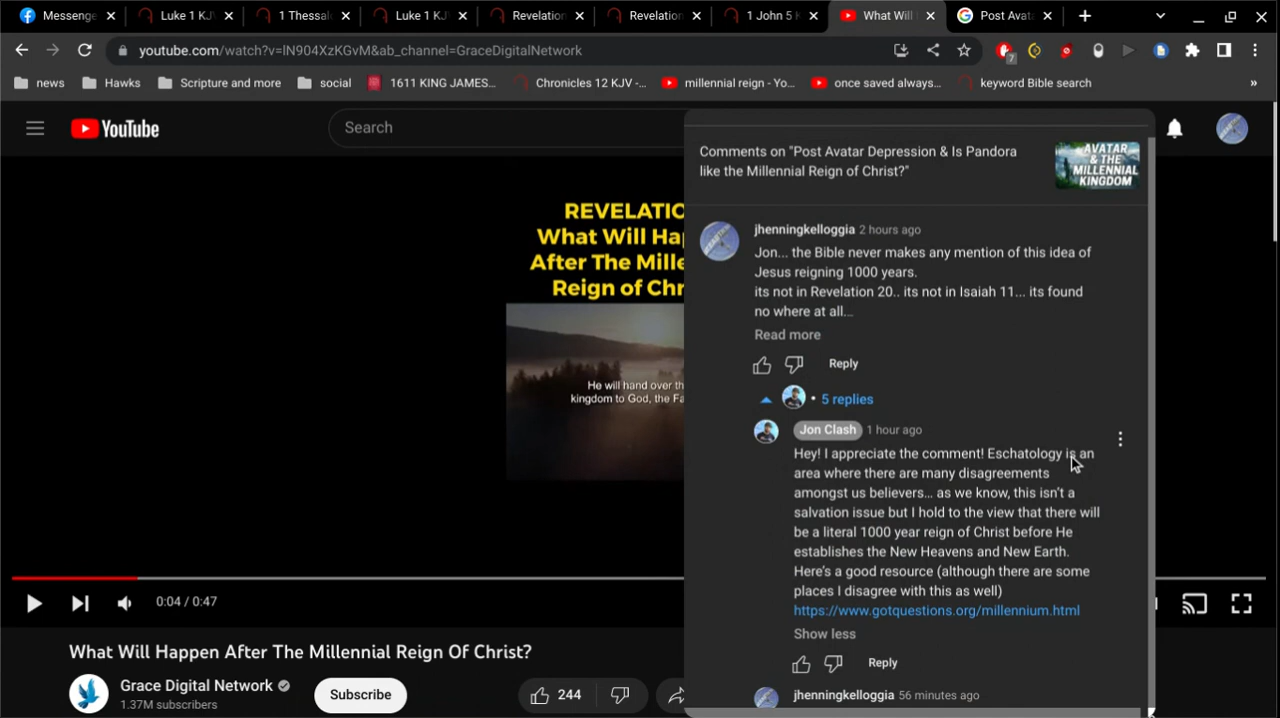 Messenge
Luke 1 KJV
1 Thessal
Luke 1 KJV
Revelation
Revelation
1 John 5 K
What Will
Post Avata
youtube.com/watch?v=lN904XzKGvM&ab_channel=GraceDigitalNetwork
7
news
Hawks
Scripture and more
social
1611 KING JAMES...
Chronicles 12 KJV -...
millennial reign - Yo...
once saved always...
keyword Bible search
»
YouTube
Search
REVELATIO
What Will Ha
After The Mille
Reign of Chr
He will hand over th
kingdom to God, the Fa
Comments on "Post Avatar Depression & Is Pandora
like the Millennial Reign of Christ?"
AVATAR
& THE
MILLENNIAL
KINGDOM
jhenningkelloggia 2 hours ago
Jon... the Bible never makes any mention of this idea of
Jesus reigning 1000 years.
its not in Revelation 20.. its not in Isaiah 11... its found
no where at all...
Read more
Reply
• 5 replies
Jon Clash 1 hour ago
Hey! I appreciate the comment! Eschatology is an
area where there are many disagreements
amongst us believers... as we know, this isn't a
salvation issue but I hold to the view that there will
be a literal 1000 year reign of Christ before He
establishes the New Heavens and New Earth.
Here's a good resource (although there are some
places I disagree with this as well)
https://www.gotquestions.org/millennium.html
Show less
Reply
jhenningkelloggia 56 minutes ago
0:04 / 0:47
What Will Happen After The Millennial Reign Of Christ?
Grace Digital Network
1.37M subscribers
Subscribe
244